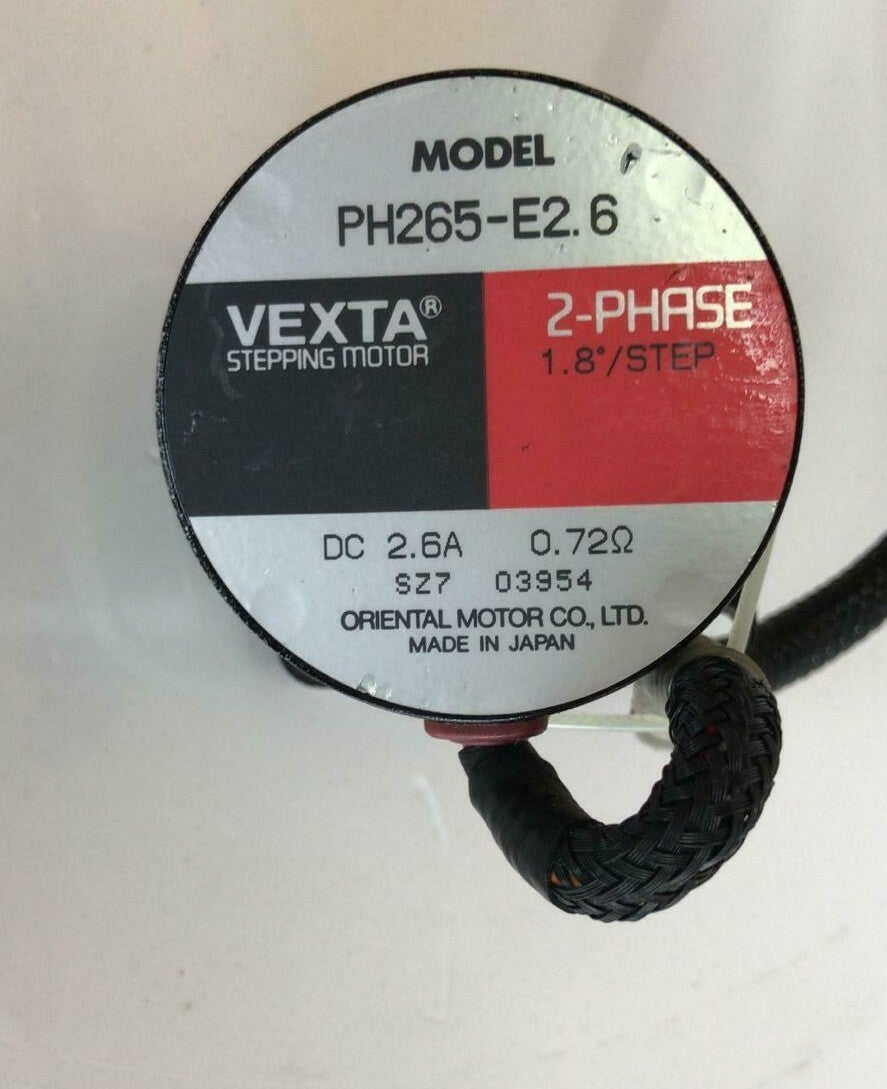 MODEL
PH265-E2.6
VEXTA®
STEPPING MOTOR
2-PHASE
1.8°/STEP
DC 2.6A 0.72Ω
SZ7 03954
ORIENTAL MOTOR CO., LTD.
MADE IN JAPAN